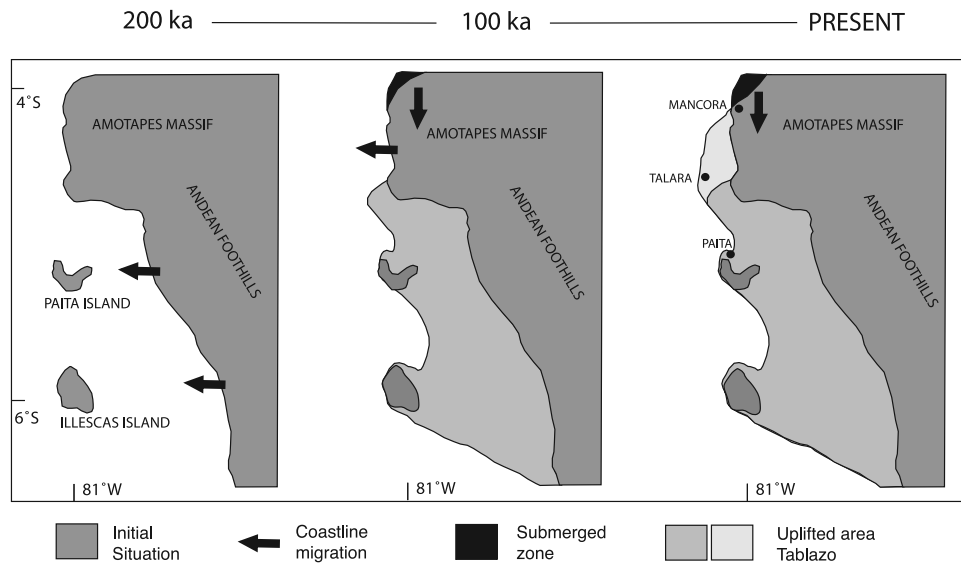 200 ka
100 ka
PRESENT
4˚S
6˚S
AMOTAPES MASSIF
ANDEAN FOOTHILLS
PAITA ISLAND
ILLESCAS ISLAND
81˚W
AMOTAPES MASSIF
ANDEAN FOOTHILLS
81˚W
MANCORA
AMOTAPES MASSIF
TALARA
ANDEAN FOOTHILLS
PAITA
81˚W
Initial
Situation
Coastline
migration
Submerged
zone
Uplifted area
Tablazo